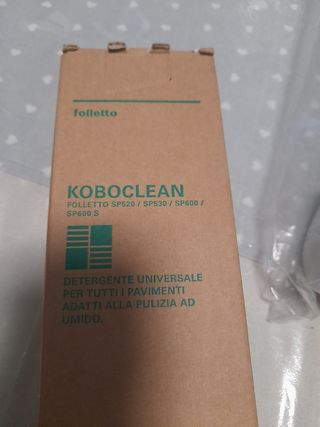 folletto
KOBOCLEAN
FOLLETTO SP520 / SP530 / SP600 /
SP600 S
DETERGENTE UNIVERSALE
PER TUTTI I PAVIMENTI
ADATTI ALLA PULIZIA AD
UMIDO.